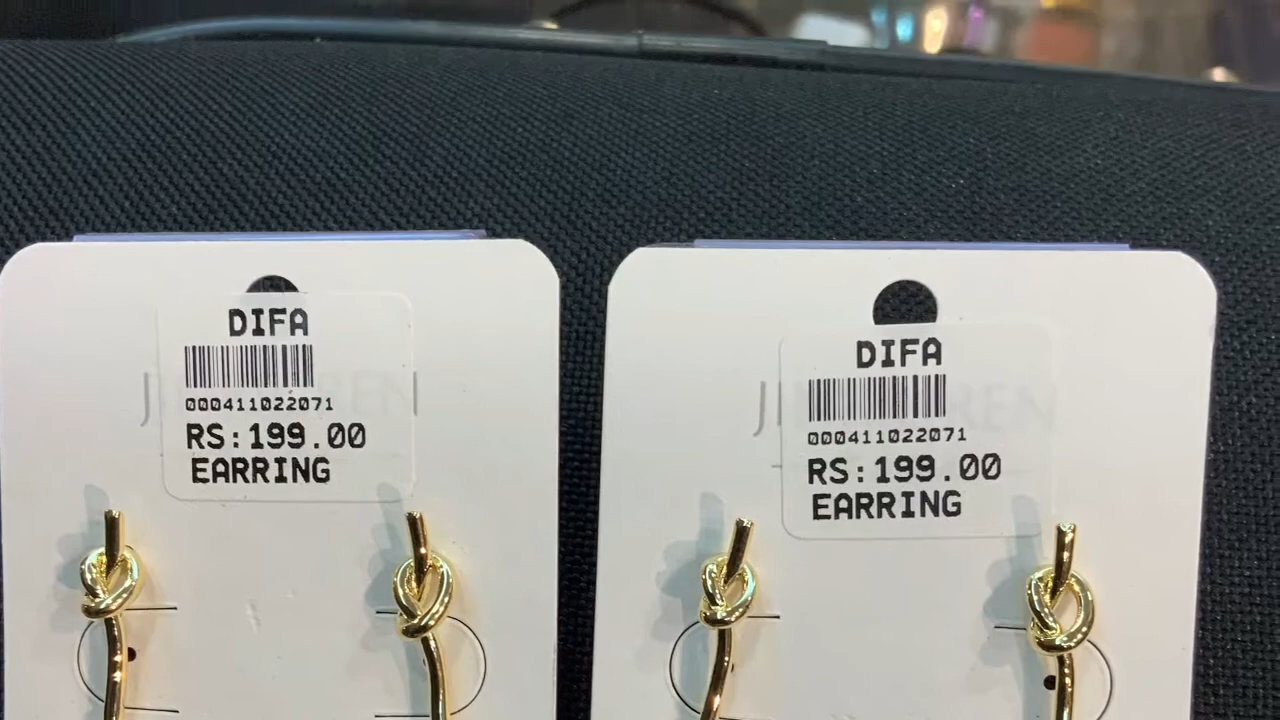 DIFA
000411022071
RS:199.00
EARRING
DIFA
000411022071
RS:199.00
EARRING